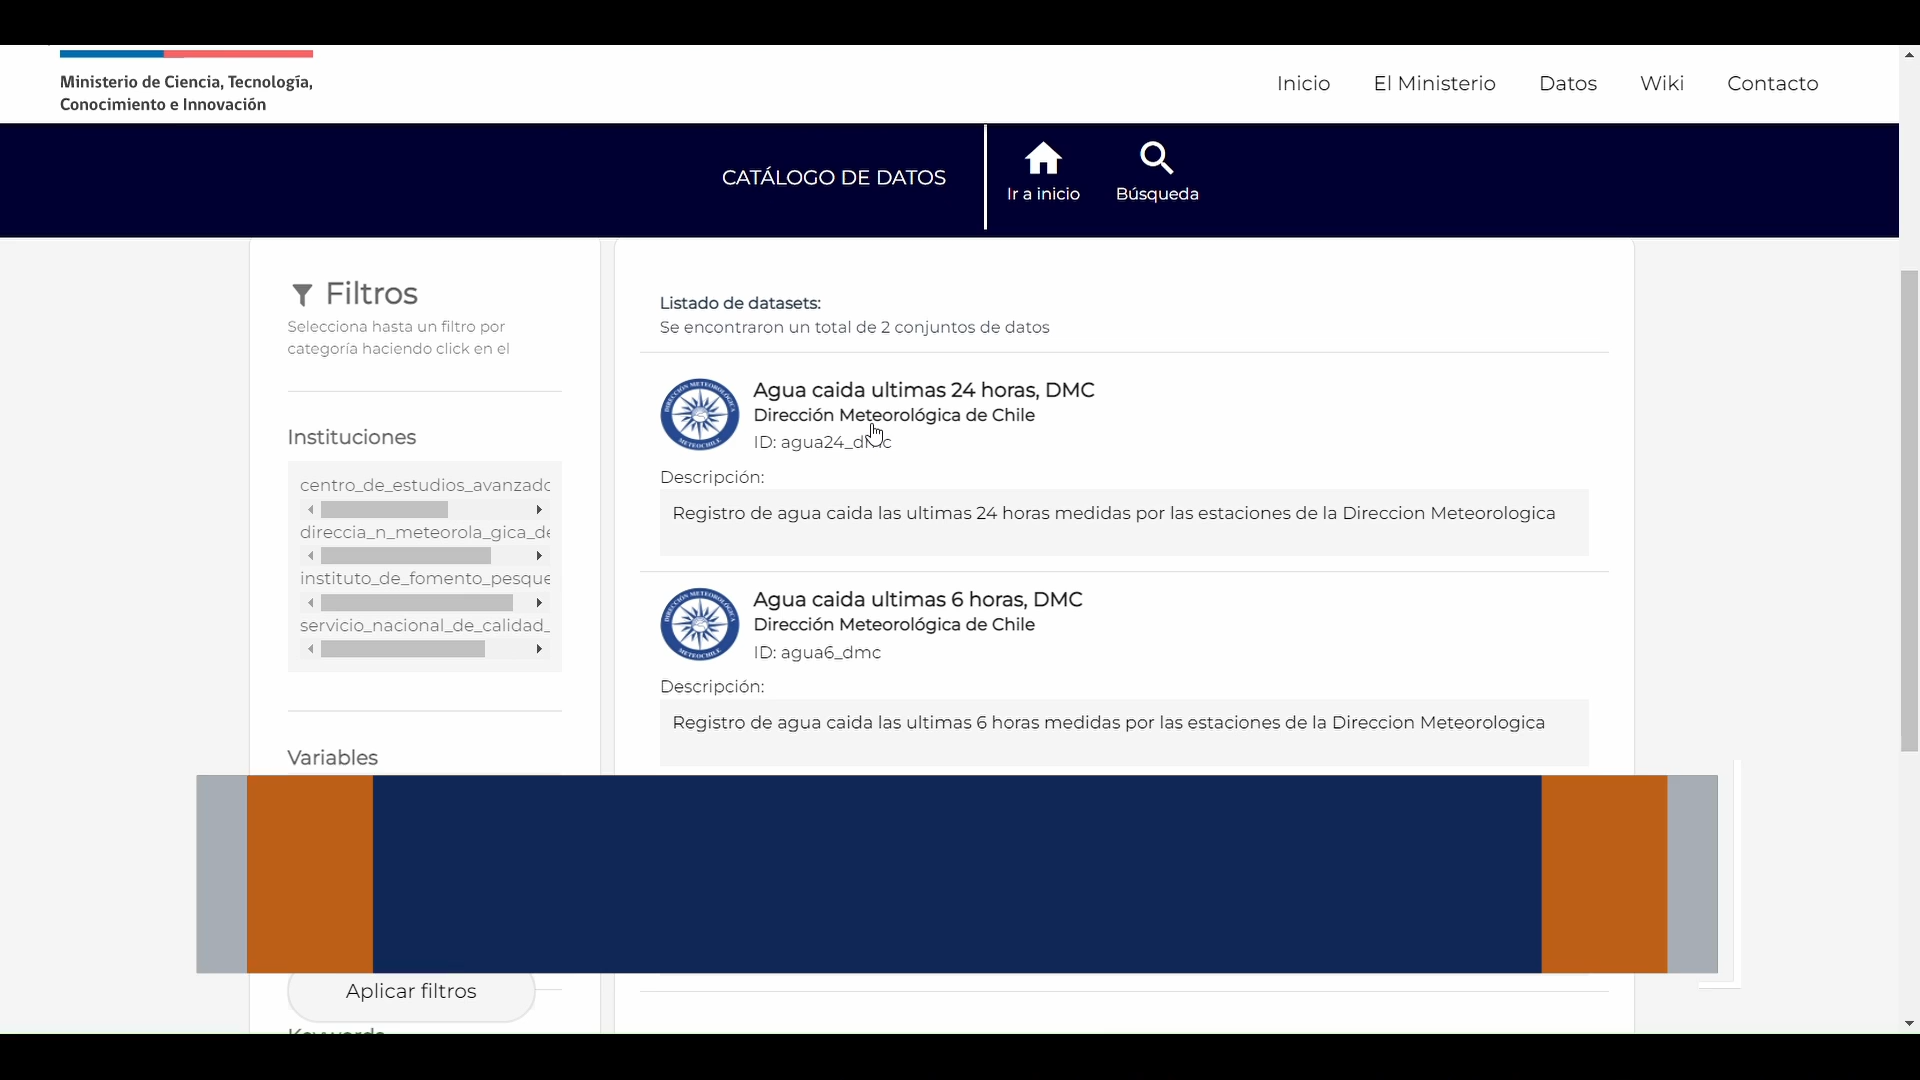 Ministerio de Ciencia, Tecnología,
Conocimiento e Innovación
Inicio El Ministerio Datos Wiki Contacto
CATÁLOGO DE DATOS
Ir a inicio
Búsqueda
Filtros
Selecciona hasta un filtro por
categoría haciendo click en el
Instituciones
centro_de_estudios_avanzado
direccia_n_meteorola_gica_de
instituto_de_fomento_pesque
servicio_nacional_de_calidad_
Variables
Aplicar filtros
Listado de datasets:
Se encontraron un total de 2 conjuntos de datos
Agua caida ultimas 24 horas, DMC
Dirección Meteorológica de Chile
ID: agua24_dmc
Descripción:
Registro de agua caida las ultimas 24 horas medidas por las estaciones de la Direccion Meteorologica
Agua caida ultimas 6 horas, DMC
Dirección Meteorológica de Chile
ID: agua6_dmc
Descripción:
Registro de agua caida las ultimas 6 horas medidas por las estaciones de la Direccion Meteorologica